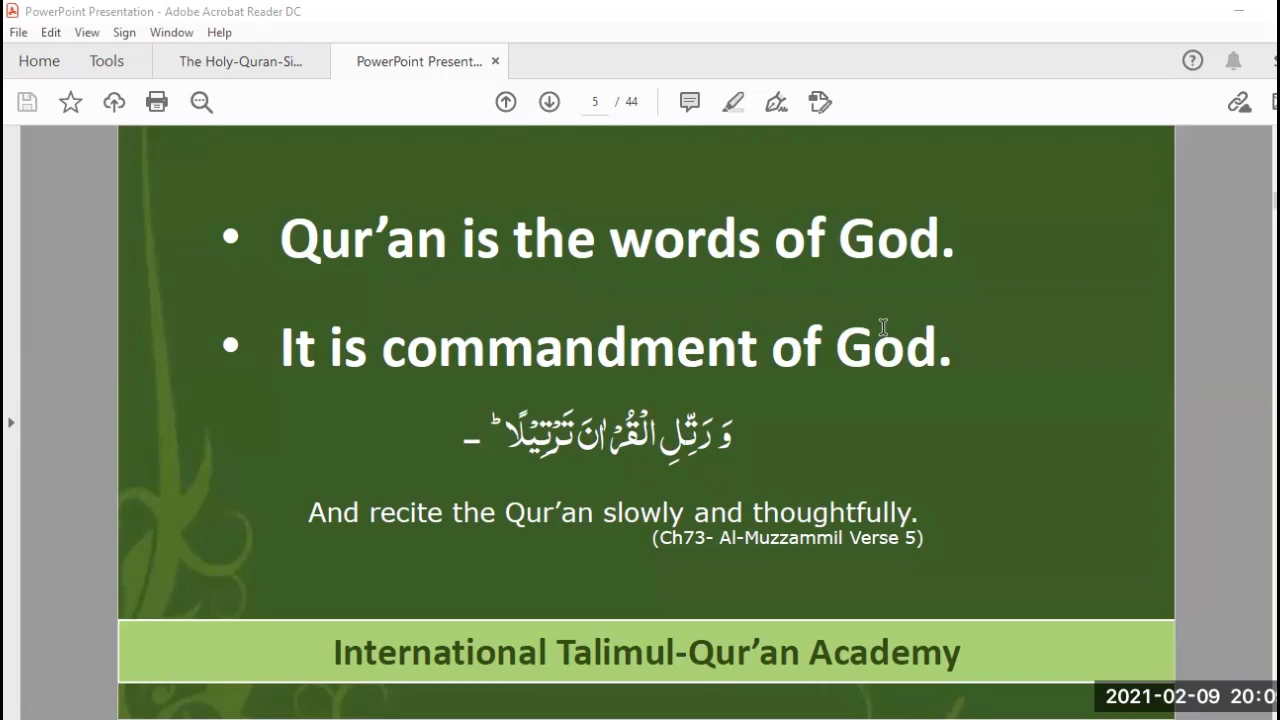 PowerPoint Presentation - Adobe Acrobat Reader DC
File Edit View Sign Window Help
Home Tools The Holy-Quran-Si... PowerPoint Present... ×
5 / 44
• Qur’an is the words of God.
• It is commandment of God.
وَ رَتِّلِ الْقُرْاٰنَ تَرْتِيْلًا ؕ –
And recite the Qur’an slowly and thoughtfully.
(Ch73- Al-Muzzammil Verse 5)
International Talimul-Qur’an Academy
2021-02-09 20:0